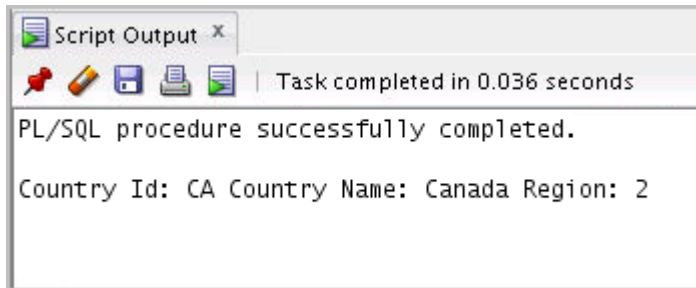 Script Output x
Task completed in 0.036 seconds
PL/SQL procedure successfully completed.
Country Id: CA Country Name: Canada Region: 2